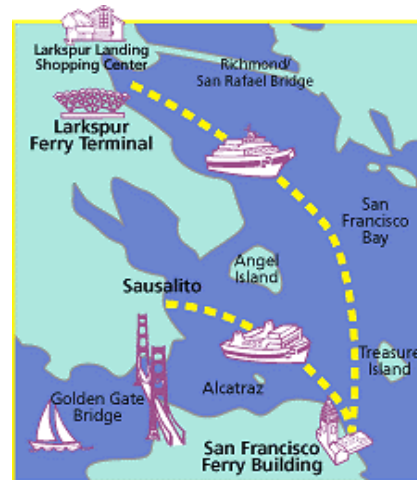 Larkspur Landing
Shopping Center
Richmond/
San Rafael Bridge
Larkspur
Ferry Terminal
San
Francisco
Bay
Angel
Island
Sausalito
Treasure
Island
Alcatraz
Golden Gate
Bridge
San Francisco
Ferry Building